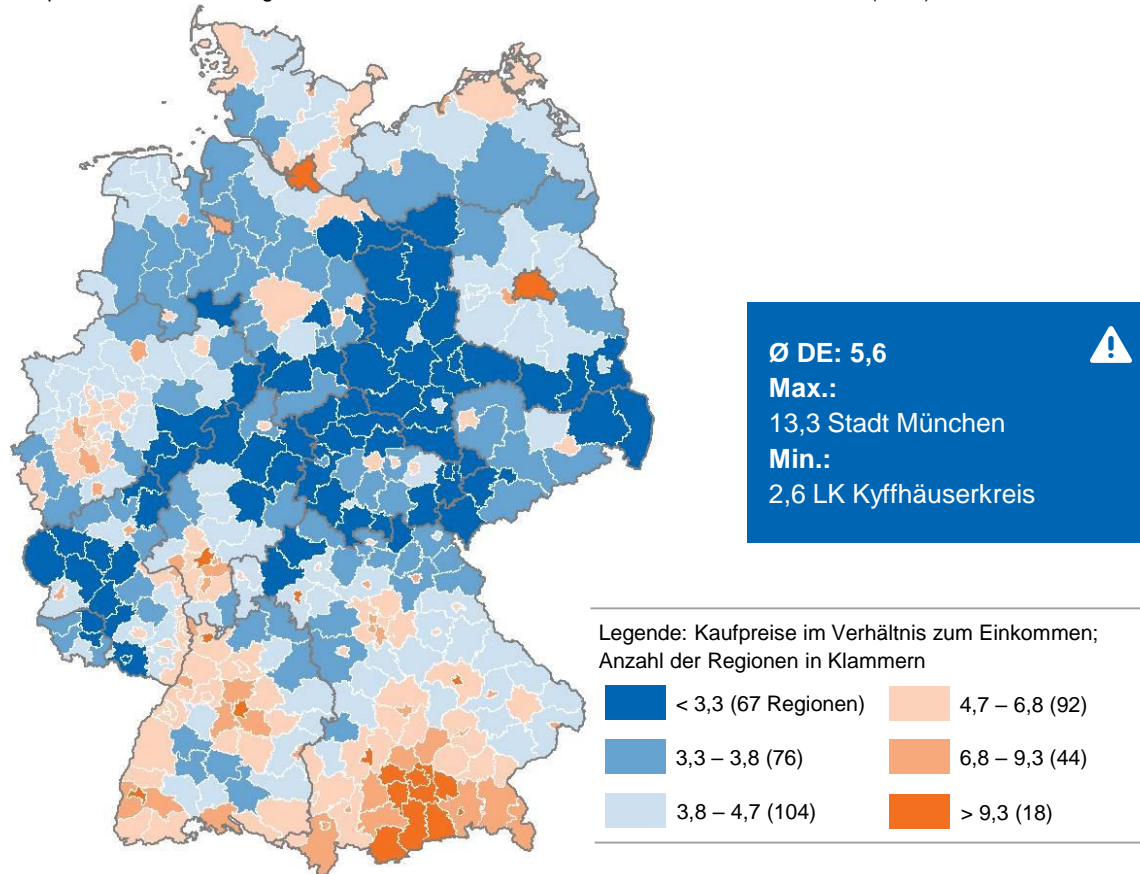 Ø DE: 5,6
Max.:
13,3 Stadt München
Min.:
2,6 LK Kyffhäuserkreis
Legende: Kaufpreise im Verhältnis zum Einkommen;
Anzahl der Regionen in Klammern
< 3,3 (67 Regionen)
4,7 – 6,8 (92)
3,3 – 3,8 (76)
6,8 – 9,3 (44)
3,8 – 4,7 (104)
> 9,3 (18)